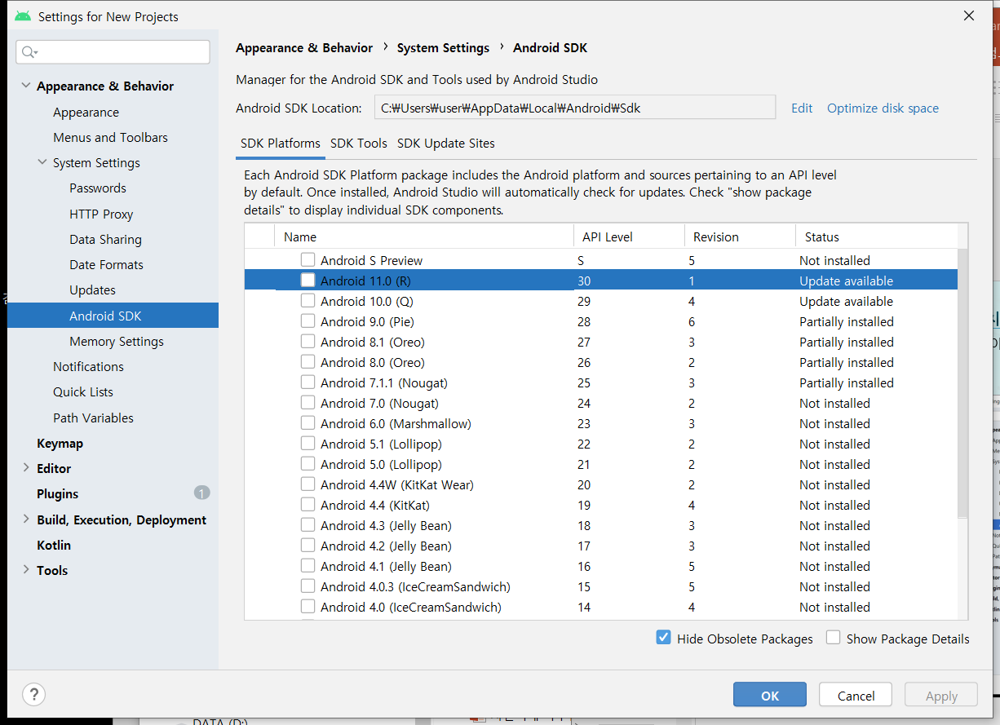 Settings for New Projects
Appearance & Behavior
Appearance
Menus and Toolbars
System Settings
Passwords
HTTP Proxy
Data Sharing
Date Formats
Updates
Android SDK
Memory Settings
Notifications
Quick Lists
Path Variables
Keymap
Editor
Plugins 1
Build, Execution, Deployment
Kotlin
Tools
Appearance & Behavior › System Settings › Android SDK
Manager for the Android SDK and Tools used by Android Studio
Android SDK Location: C:₩Users₩user₩AppData₩Local₩Android₩Sdk Edit Optimize disk space
SDK Platforms SDK Tools SDK Update Sites
Each Android SDK Platform package includes the Android platform and sources pertaining to an API level
by default. Once installed, Android Studio will automatically check for updates. Check "show package
details" to display individual SDK components.
Name API Level Revision Status
Android S Preview S 5 Not installed
Android 11.0 (R) 30 1 Update available
Android 10.0 (Q) 29 4 Update available
Android 9.0 (Pie) 28 6 Partially installed
Android 8.1 (Oreo) 27 3 Partially installed
Android 8.0 (Oreo) 26 2 Partially installed
Android 7.1.1 (Nougat) 25 3 Partially installed
Android 7.0 (Nougat) 24 2 Not installed
Android 6.0 (Marshmallow) 23 3 Not installed
Android 5.1 (Lollipop) 22 2 Not installed
Android 5.0 (Lollipop) 21 2 Not installed
Android 4.4W (KitKat Wear) 20 2 Not installed
Android 4.4 (KitKat) 19 4 Not installed
Android 4.3 (Jelly Bean) 18 3 Not installed
Android 4.2 (Jelly Bean) 17 3 Not installed
Android 4.1 (Jelly Bean) 16 5 Not installed
Android 4.0.3 (IceCreamSandwich) 15 5 Not installed
Android 4.0 (IceCreamSandwich) 14 4 Not installed
Hide Obsolete Packages Show Package Details
? OK Cancel Apply
DATA (D:)